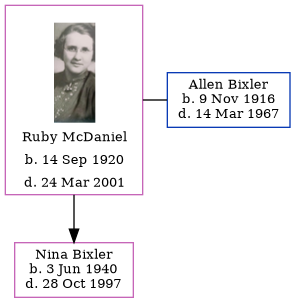 Ruby McDaniel
b. 14 Sep 1920
d. 24 Mar 2001
Allen Bixler
b. 9 Nov 1916
d. 14 Mar 1967
Nina Bixler
b. 3 Jun 1940
d. 28 Oct 1997